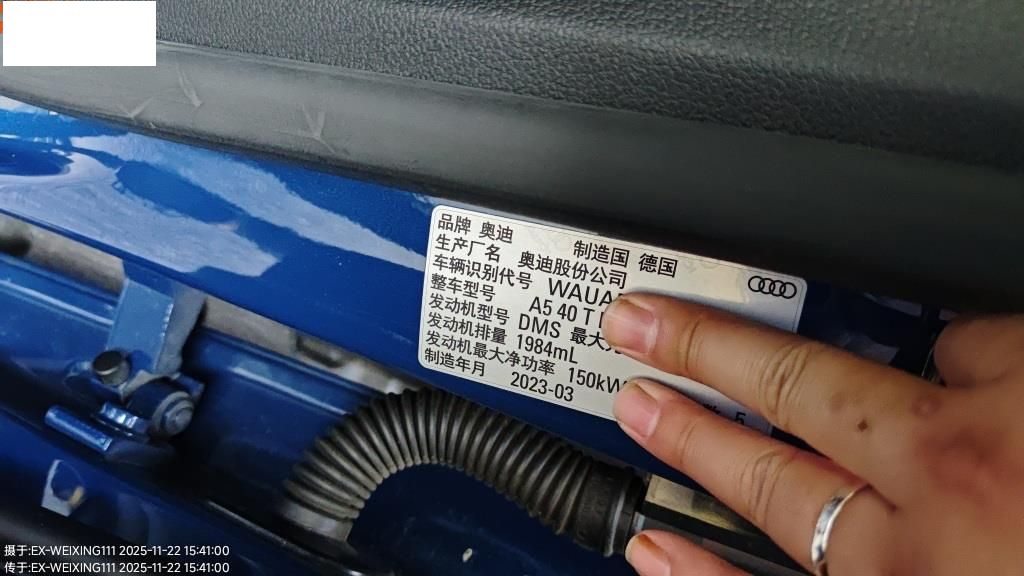 品牌 奥迪 制造国 德国
生产厂名 奥迪股份公司
车辆识别代号 WAUA
整车型号 A5 40 T
发动机型号 DMS 最大
发动机排量 1984mL
发动机最大净功率 150kW
制造年月 2023-03 5
摄于:EX-WEIXING111 2025-11-22 15:41:00
传于:EX-WEIXING111 2025-11-22 15:41:00